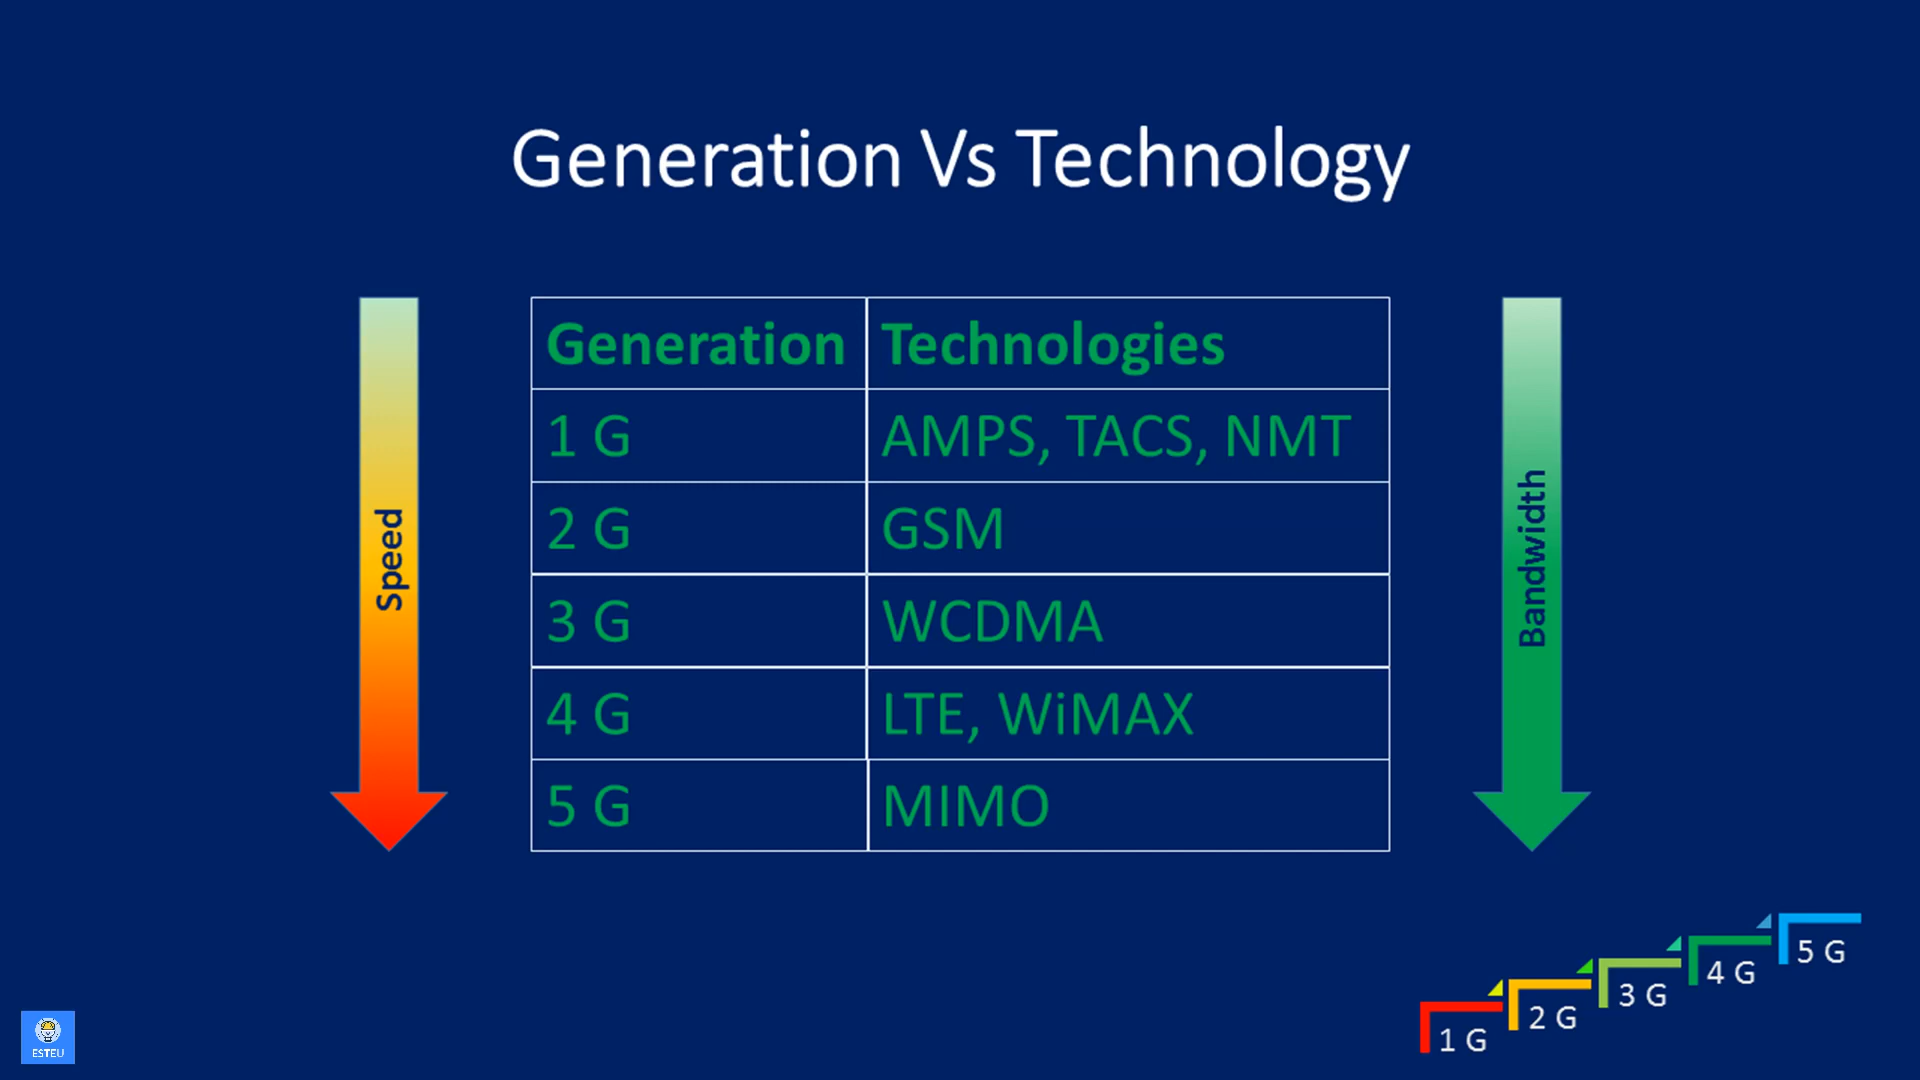 Generation Vs Technology
Speed
Generation Technologies
1 G AMPS, TACS, NMT
2 G GSM
3 G WCDMA
4 G LTE, WiMAX
5 G MIMO
Bandwidth
1 G
2 G
3 G
4 G
5 G
ESTEU